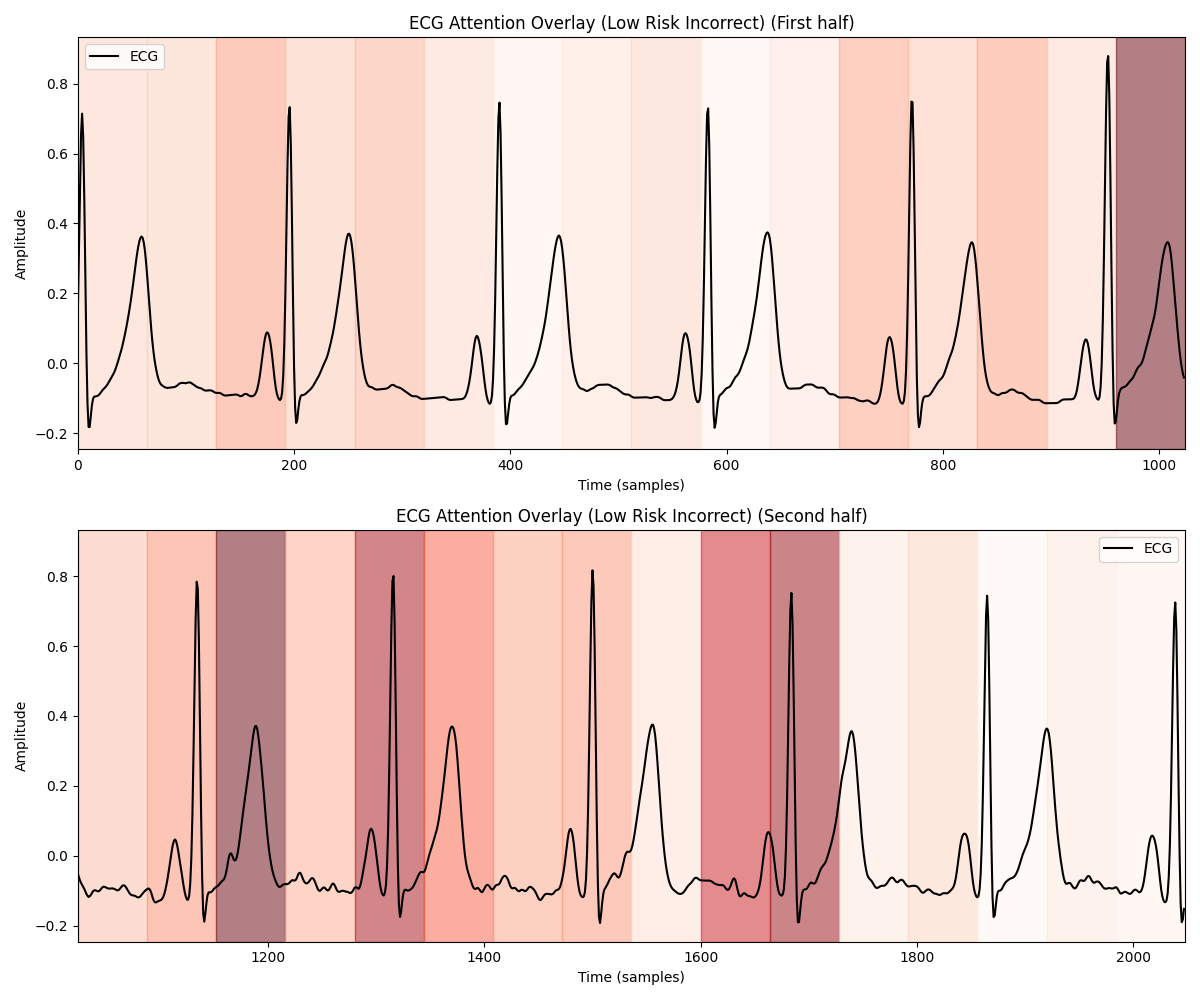 ECG Attention Overlay (Low Risk Incorrect) (First half)
ECG
Amplitude
0.8
0.6
0.4
0.2
0.0
−0.2
0 200 400 600 800 1000
Time (samples)
ECG Attention Overlay (Low Risk Incorrect) (Second half)
ECG
Amplitude
0.8
0.6
0.4
0.2
0.0
−0.2
1200 1400 1600 1800 2000
Time (samples)